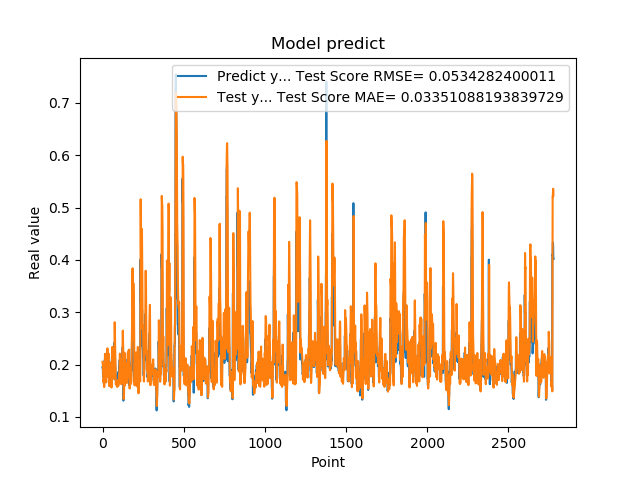 Model predict
Predict y... Test Score RMSE= 0.0534282400011
Test y... Test Score MAE= 0.03351088193839729
Real value
0.7
0.6
0.5
0.4
0.3
0.2
0.1
0
500
1000
1500
2000
2500
Point